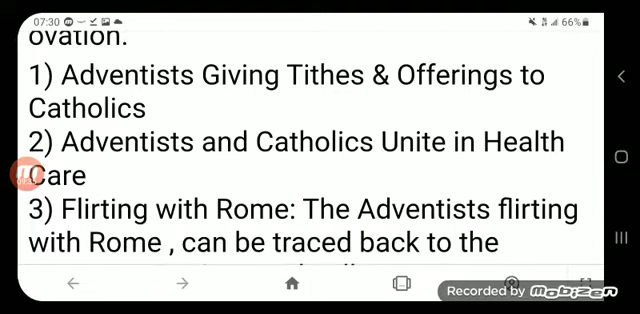 07:30 66%
ovation.
1) Adventists Giving Tithes & Offerings to
Catholics
2) Adventists and Catholics Unite in Health
Care
3) Flirting with Rome: The Adventists flirting
with Rome , can be traced back to the
Recorded by Mobizen